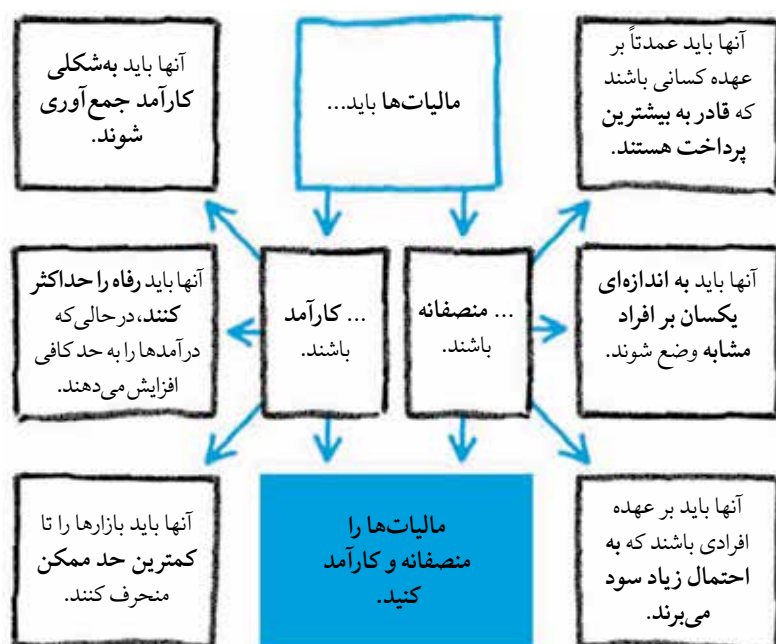 مالیات‌ها باید...
آنها باید عمدتاً بر
عهده کسانی باشند
که قادر به بیشترین
پرداخت هستند.
آنها باید به‌شکلی
کارآمد جمع‌آوری
شوند.
... منصفانه
باشند.
... کارآمد
باشند.
آنها باید به اندازه‌ای
یکسان بر افراد
مشابه وضع شوند.
آنها باید رفاه را حداکثر
کنند، درحالی‌که
درآمدها را به حد کافی
افزایش می‌دهند.
آنها باید بر عهده
افرادی باشند که به
احتمال زیاد سود
می‌برند.
مالیات‌ها را
منصفانه و کارآمد
کنید.
آنها باید بازارها را تا
کمترین حد ممکن
منحرف کنند.